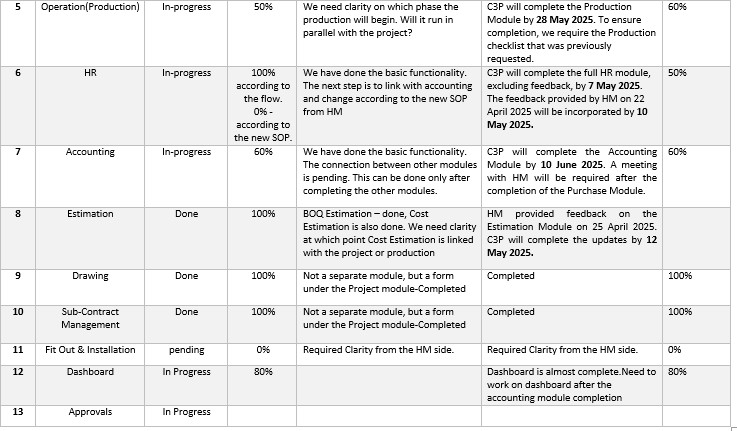 5 Operation(Production) In-progress 50% We need clarity on which phase the C3P will complete the Production 60%
production will begin. Will it run in Module by 28 May 2025. To ensure
parallel with the project? completion, we require the Production
checklist that was previously
requested.
6 HR In-progress 100% We have done the basic functionality. C3P will complete the full HR module, 50%
according to The next step is to link with accounting excluding feedback, by 7 May 2025.
the flow. and change according to the new SOP The feedback provided by HM on 22
0% - from HM April 2025 will be incorporated by 10
according to May 2025.
the new SOP.
7 Accounting In-progress 60% We have done the basic functionality. C3P will complete the Accounting 60%
The connection between other modules Module by 10 June 2025. A meeting
is pending. This can be done only after with HM will be required after the
completing the other modules. completion of the Purchase Module.
8 Estimation Done 100% BOQ Estimation – done, Cost HM provided feedback on the
Estimation is also done. We need clarity Estimation Module on 25 April 2025.
at which point Cost Estimation is linked C3P will complete the updates by 12
with the project or production May 2025.
9 Drawing Done 100% Not a separate module, but a form Completed 100%
under the Project module-Completed
10 Sub-Contract Done 100% Not a separate module, but a form Completed 100%
Management under the Project module-Completed
11 Fit Out & Installation pending 0% Required Clarity from the HM side. Required Clarity from the HM side. 0%
12 Dashboard In Progress 80% Dashboard is almost complete.Need to 80%
work on dashboard after the
accounting module completion
13 Approvals In Progress